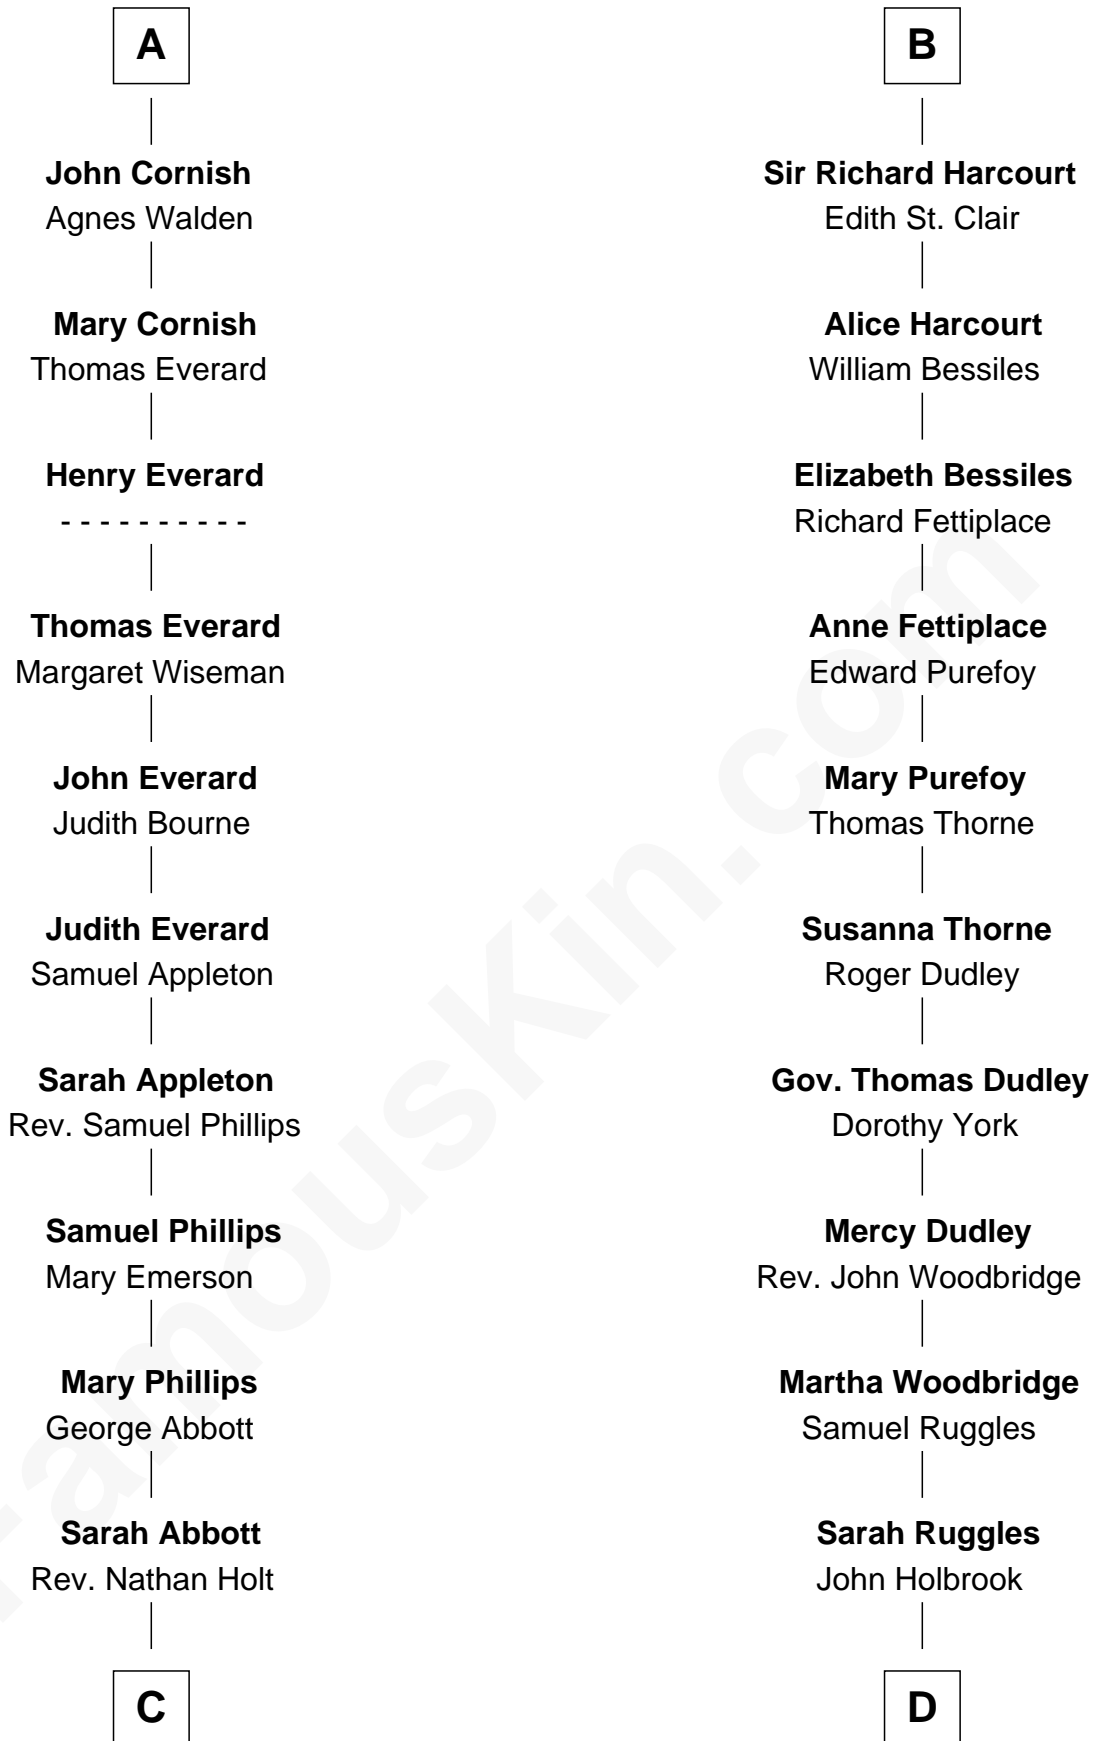 A
John Cornish
Agnes Walden
Mary Cornish
Thomas Everard
Henry Everard
- - - - - - - - - -
Thomas Everard
Margaret Wiseman
John Everard
Judith Bourne
Judith Everard
Samuel Appleton
Sarah Appleton
Rev. Samuel Phillips
Samuel Phillips
Mary Emerson
Mary Phillips
George Abbott
Sarah Abbott
Rev. Nathan Holt
C
B
Sir Richard Harcourt
Edith St. Clair
Alice Harcourt
William Bessiles
Elizabeth Bessiles
Richard Fettiplace
Anne Fettiplace
Edward Purefoy
Mary Purefoy
Thomas Thorne
Susanna Thorne
Roger Dudley
Gov. Thomas Dudley
Dorothy York
Mercy Dudley
Rev. John Woodbridge
Martha Woodbridge
Samuel Ruggles
Sarah Ruggles
John Holbrook
D
FamousKin.com